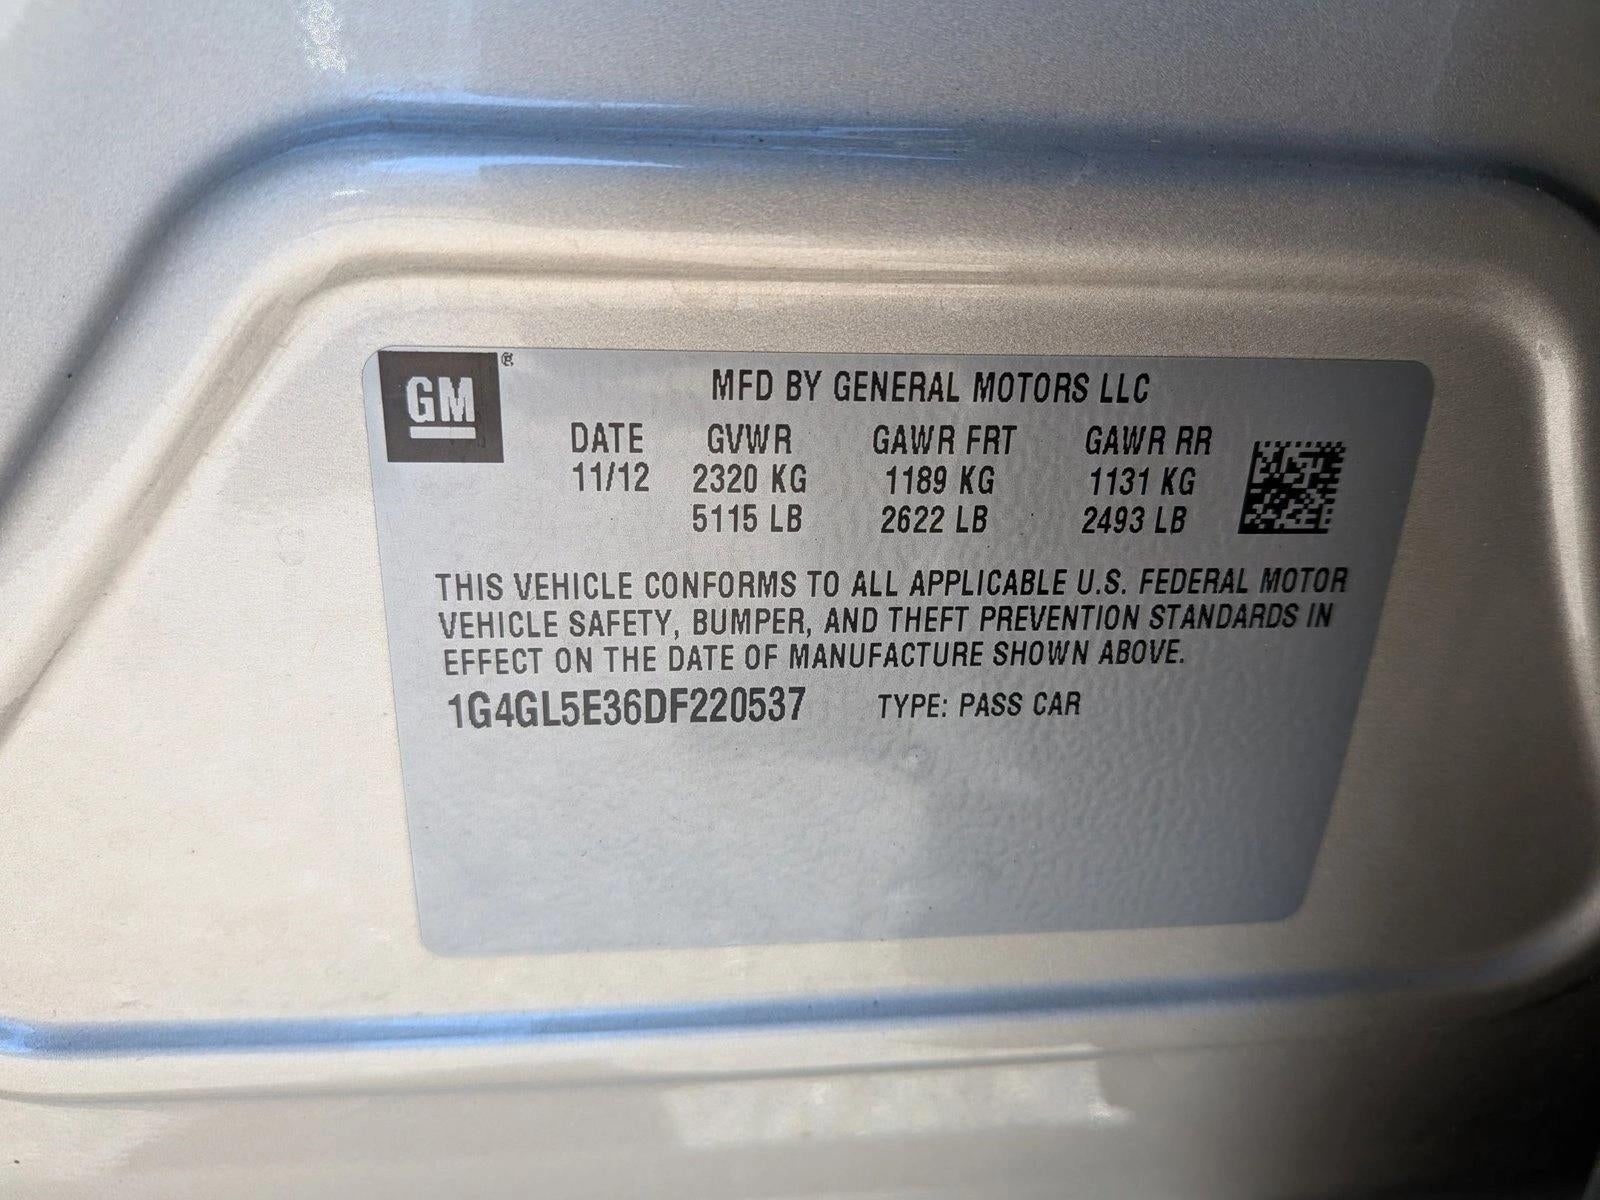 GM®
MFD BY GENERAL MOTORS LLC
DATE GVWR GAWR FRT GAWR RR
11/12 2320 KG 1189 KG 1131 KG
5115 LB 2622 LB 2493 LB
THIS VEHICLE CONFORMS TO ALL APPLICABLE U.S. FEDERAL MOTOR
VEHICLE SAFETY, BUMPER, AND THEFT PREVENTION STANDARDS IN
EFFECT ON THE DATE OF MANUFACTURE SHOWN ABOVE.
1G4GL5E36DF220537 TYPE: PASS CAR